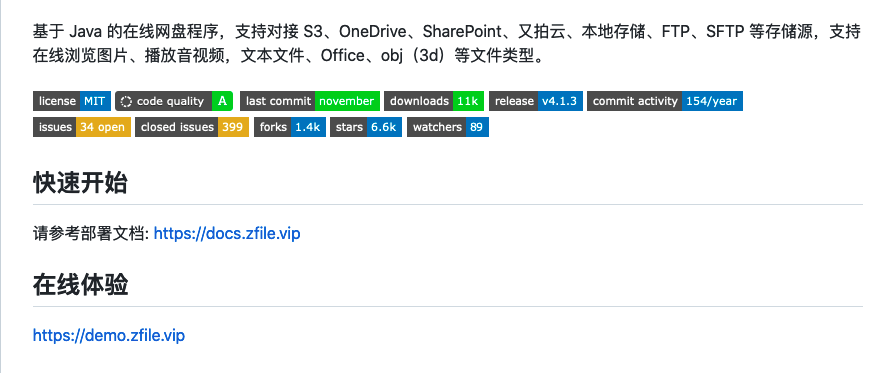 基于 Java 的在线网盘程序，支持对接 S3、OneDrive、SharePoint、又拍云、本地存储、FTP、SFTP 等存储源，支持
在线浏览图片、播放音视频，文本文件、Office、obj（3d）等文件类型。
license MIT code quality A last commit november downloads 11k release v4.1.3 commit activity 154/year
issues 34 open closed issues 399 forks 1.4k stars 6.6k watchers 89
快速开始
请参考部署文档: https://docs.zfile.vip
在线体验
https://demo.zfile.vip